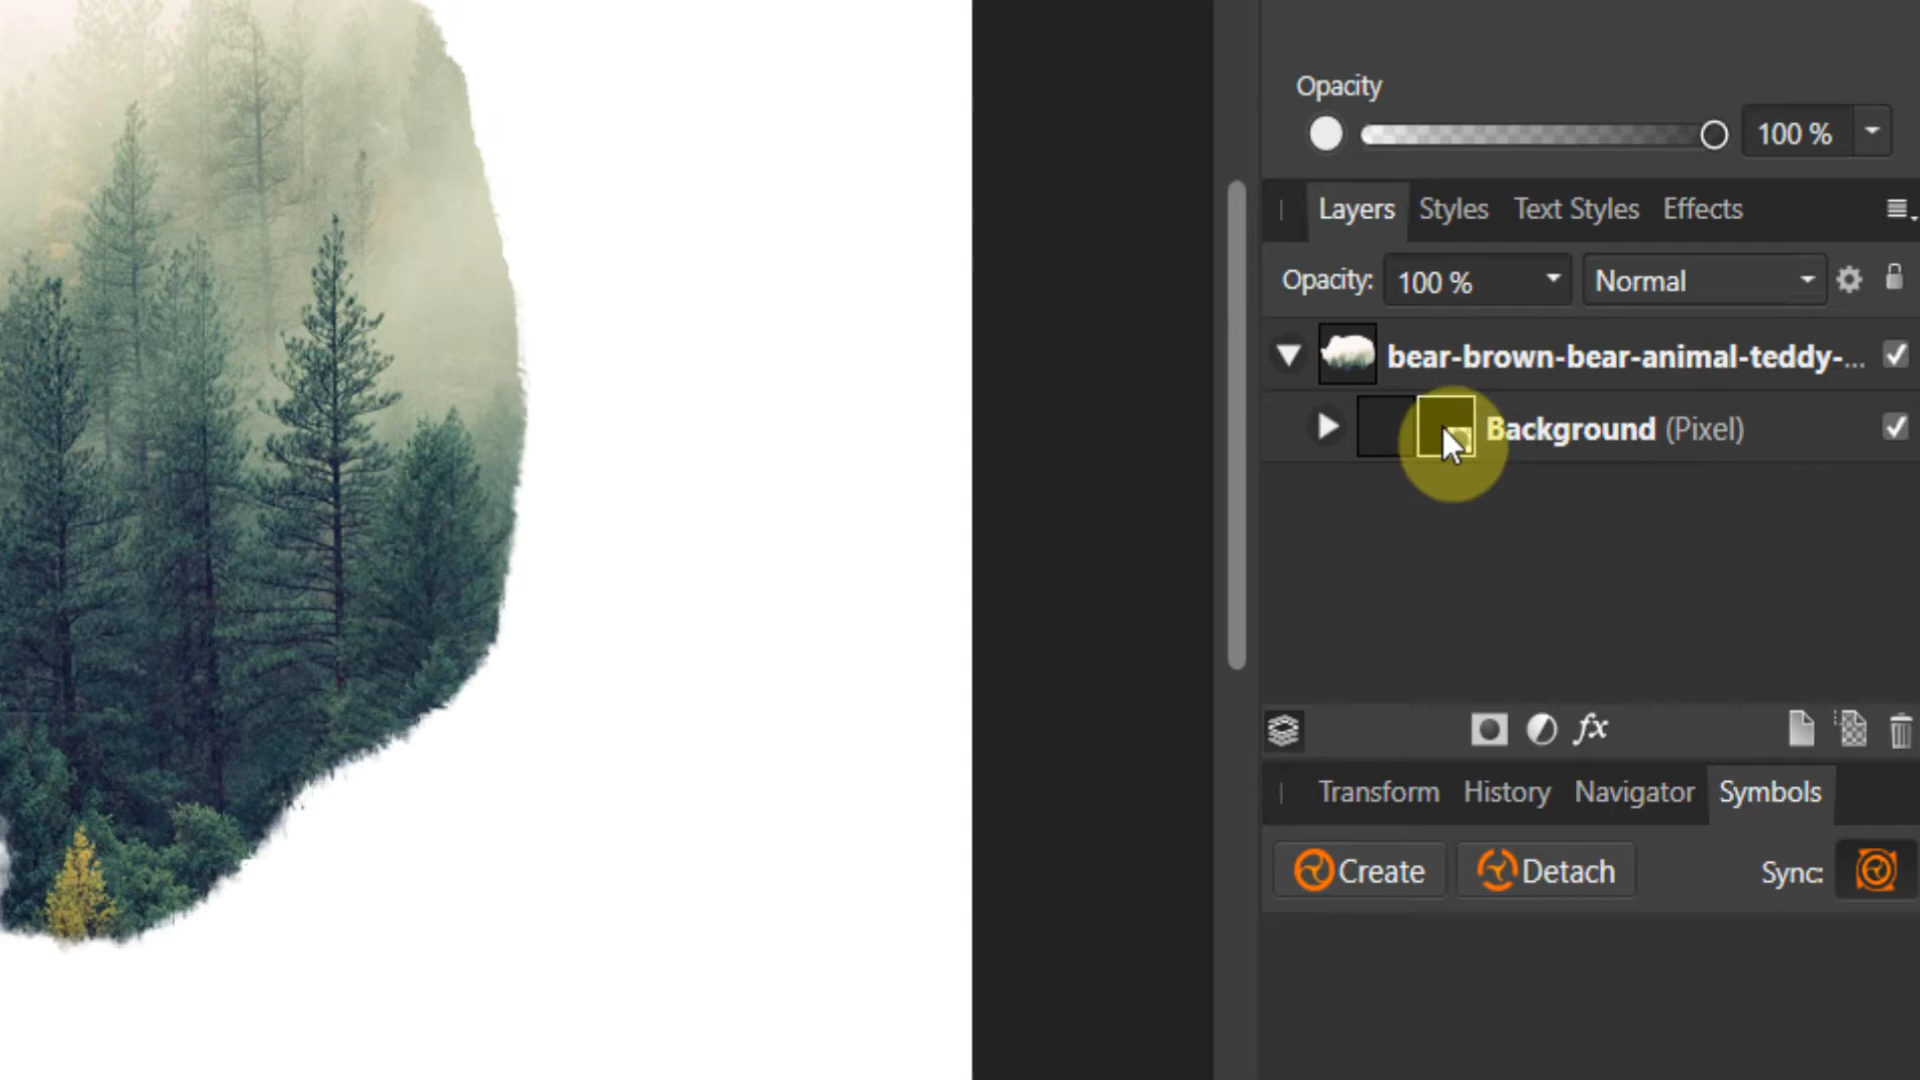 Opacity
100 %
Layers Styles Text Styles Effects
Opacity: 100 % Normal
bear-brown-bear-animal-teddy-...
Background (Pixel)
fx
Transform History Navigator Symbols
Create Detach Sync: